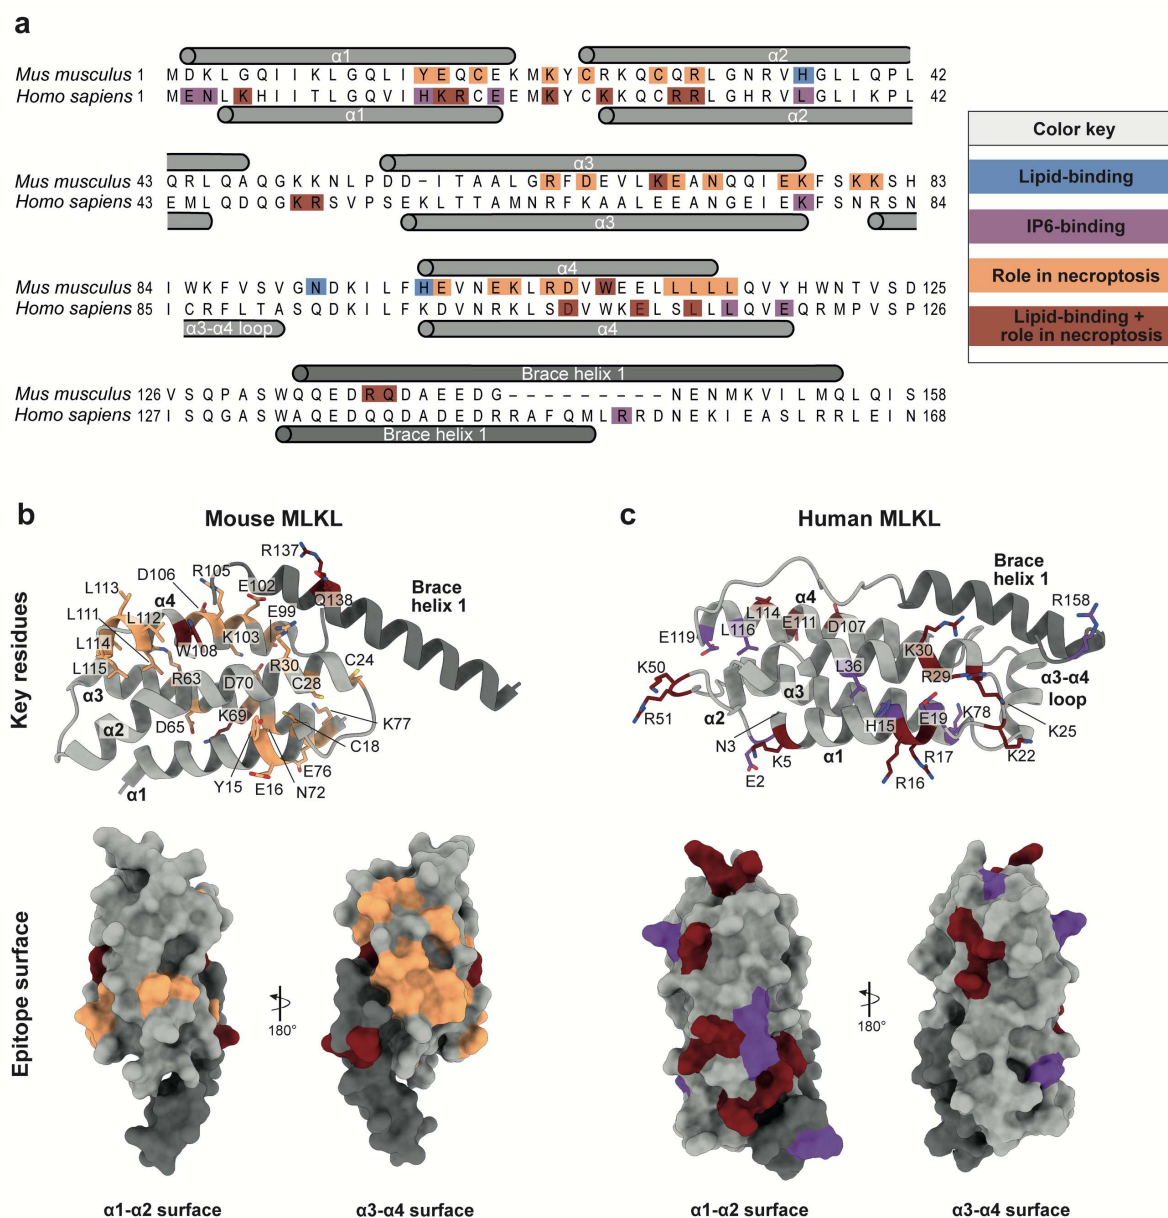 a
α1 α2
Mus musculus 1 M D K L G Q I I K L G Q L I Y E Q C E K M K Y C R K Q C Q R L G N R V H G L L Q P L 42
Homo sapiens 1 M E N L K H I I T L G Q V I H K R C E E M K Y C K K Q C R R L G H R V L G L I K P L 42
α1 α2
α3
Mus musculus 43 Q R L Q A Q G K K N L P D D - I T A A L G R F D E V L K E A N Q Q I E K F S K K S H 83
Homo sapiens 43 E M L Q D Q G K R S V P S E K L T T A M N R F K A A L E E A N G E I E K F S N R S N 84
α3
α4
Mus musculus 84 I W K F V S V G N D K I L F H E V N E K L R D V W E E L L L L L Q V Y H W N T V S D 125
Homo sapiens 85 I C R F L T A S Q D K I L F K D V N R K L S D V W K E L S L L L Q V E Q R M P V S P 126
α3-α4 loop α4
Brace helix 1
Mus musculus 126 V S Q P A S W Q Q E D R Q D A E E D G - - - - - - - - - - N E N M K V I L M Q L Q I S 158
Homo sapiens 127 I S Q G A S W A Q E D Q Q D A D E D R R A F Q M L R R D N E K I E A S L R R L E I N 168
Brace helix 1
Color key
Lipid-binding
IP6-binding
Role in necroptosis
Lipid-binding +
role in necroptosis
b
Mouse MLKL
Key residues
R137
R105
D106
L113
E102
Brace
helix 1
α4
Q138
L111
L112
E99
K103
L114
W108
C24
R30
L115
R63
D70
C28
α3
K69
K77
α2
D65
C18
E76
Y15
E16
N72
α1
c
Human MLKL
Brace
helix 1
R158
α4
L114
E111
L116
D107
E119
K30
K50
L36
R29
α3-α4
loop
α3
R51
α2
E19
K78
H15
K25
N3
α1
R17
K22
K5
E2
R16
Epitope surface
180°
180°
α1-α2 surface
α3-α4 surface
α1-α2 surface
α3-α4 surface